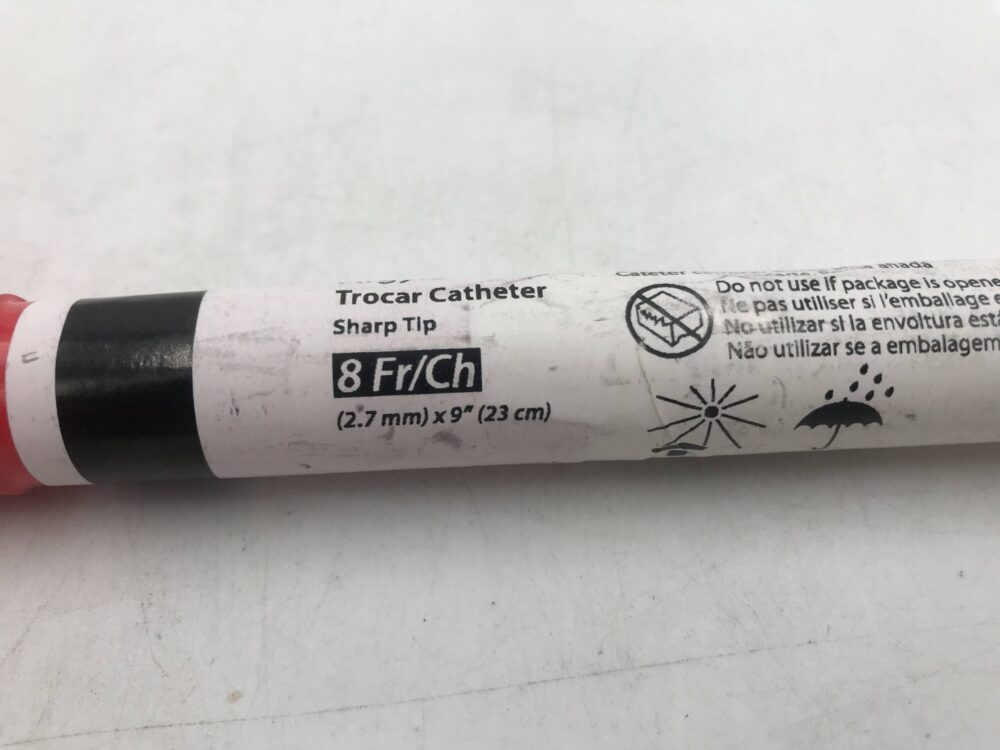 Trocar Catheter
Sharp Tip
8 Fr/Ch
(2.7 mm) x 9" (23 cm)
Do not use if package is opene
Ne pas utiliser si l'emballage e
No utilizar si la envoltura está
Não utilizar se a embalagem